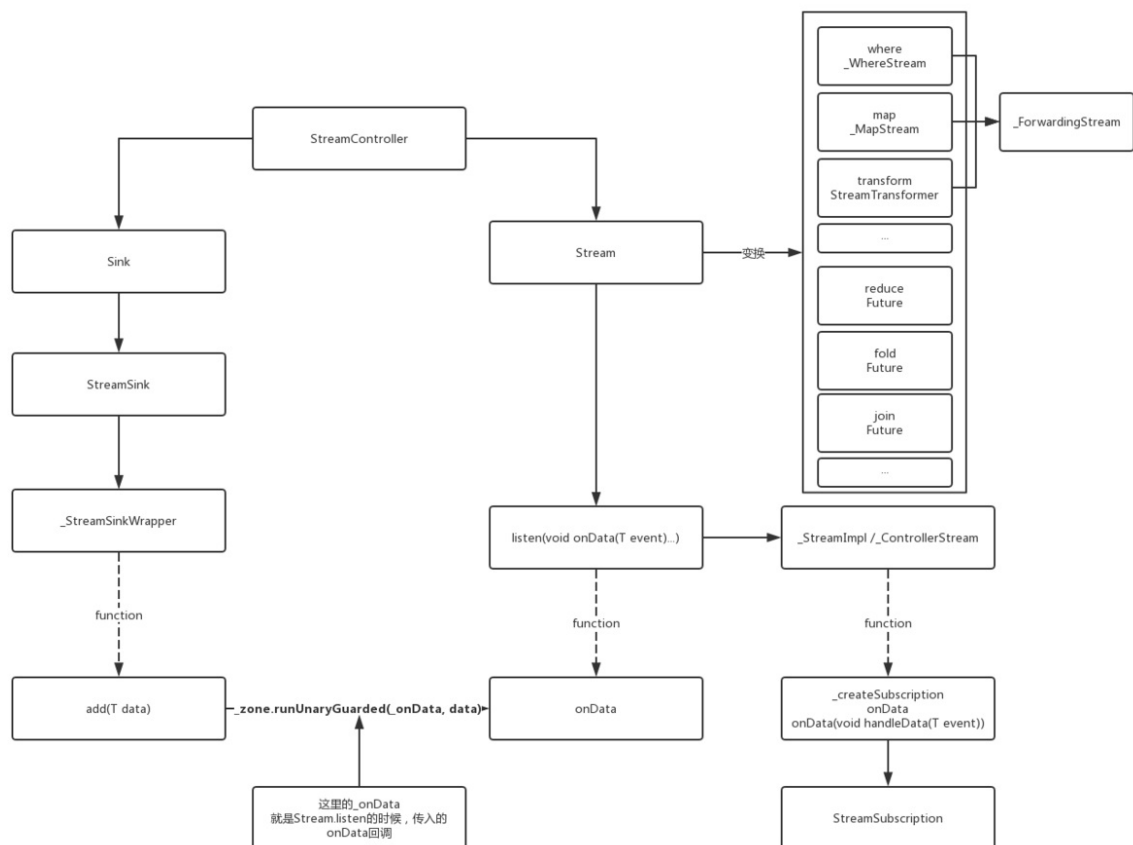 where
_WhereStream
map
_MapStream
_ForwardingStream
StreamController
transform
StreamTransformer
...
Sink
Stream
变换
reduce
Future
fold
Future
StreamSink
join
Future
...
_StreamSinkWrapper
listen(void onData(T event)...)
_StreamImpl /_ControllerStream
function
function
function
add(T data)
_zone.runUnaryGuarded(_onData, data)
onData
_createSubscription
onData
onData(void handleData(T event))
这里的_onData
就是Stream.listen的时候，传入的
onData回调
StreamSubscription